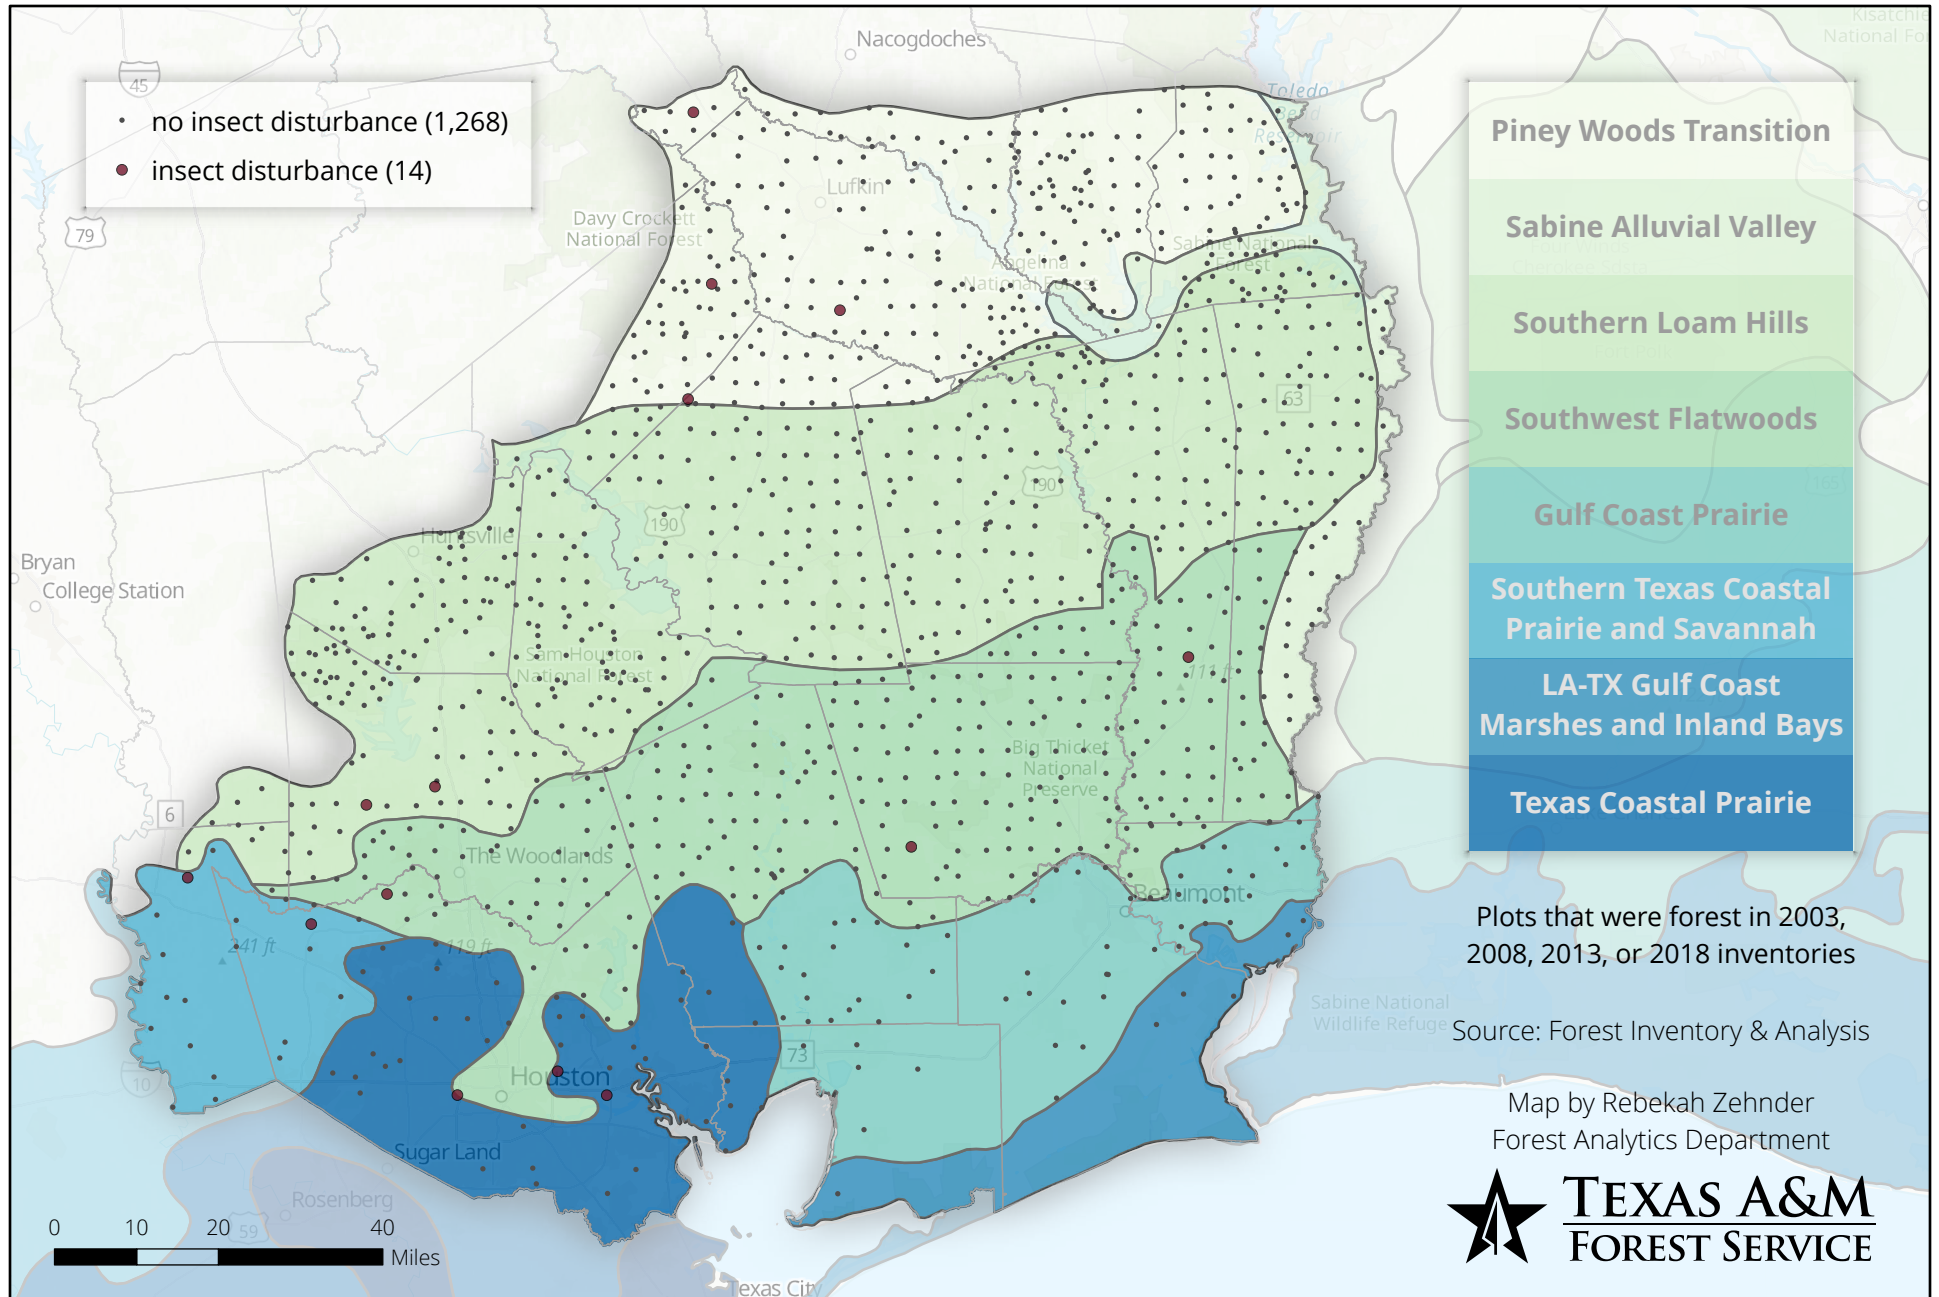 Nacogdoches
Kisatchie
National For
45
no insect disturbance (1,268)
insect disturbance (14)
Toledo
Bend
Reservoir
Piney Woods Transition
Lufkin
79
Davy Crockett
National Forest
Sabine Alluvial Valley
Sabine National
Forest
Angelina
National Forest
Southern Loam Hills
63
Southwest Flatwoods
190
190
165
Gulf Coast Prairie
Huntsville
Bryan
College Station
Southern Texas Coastal
Prairie and Savannah
Sam Houston
National Forest
111 ft
LA-TX Gulf Coast
Marshes and Inland Bays
Big Thicket
National
Preserve
6
Texas Coastal Prairie
The Woodlands
Beaumont
241 ft
119 ft
Plots that were forest in 2003,
2008, 2013, or 2018 inventories
Sabine National
Wildlife Refuge
Source: Forest Inventory & Analysis
73
10
Houston
Map by Rebekah Zehnder
Forest Analytics Department
Sugar Land
Rosenberg
59
TEXAS A&M
FOREST SERVICE
0 10 20 40
Miles
Texas City